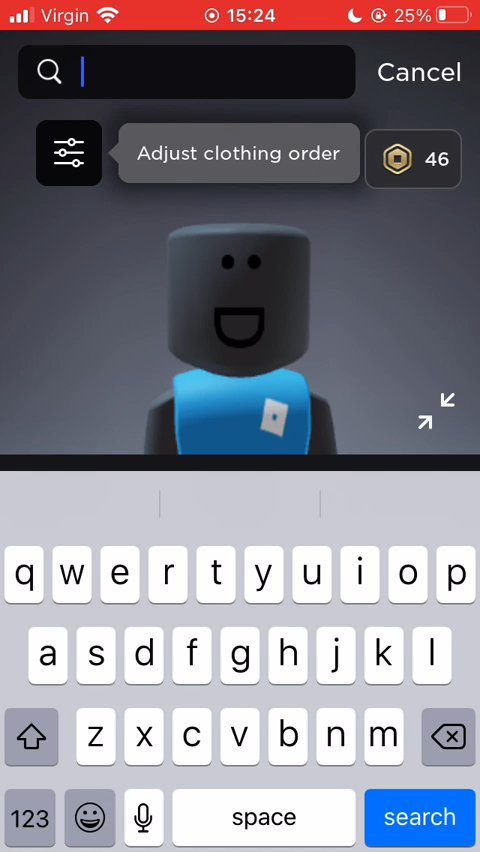 Virgin 15:24 25%
Cancel
Adjust clothing order 46
q w e r t y u i o p
a s d f g h j k l
z x c v b n m
123 space search